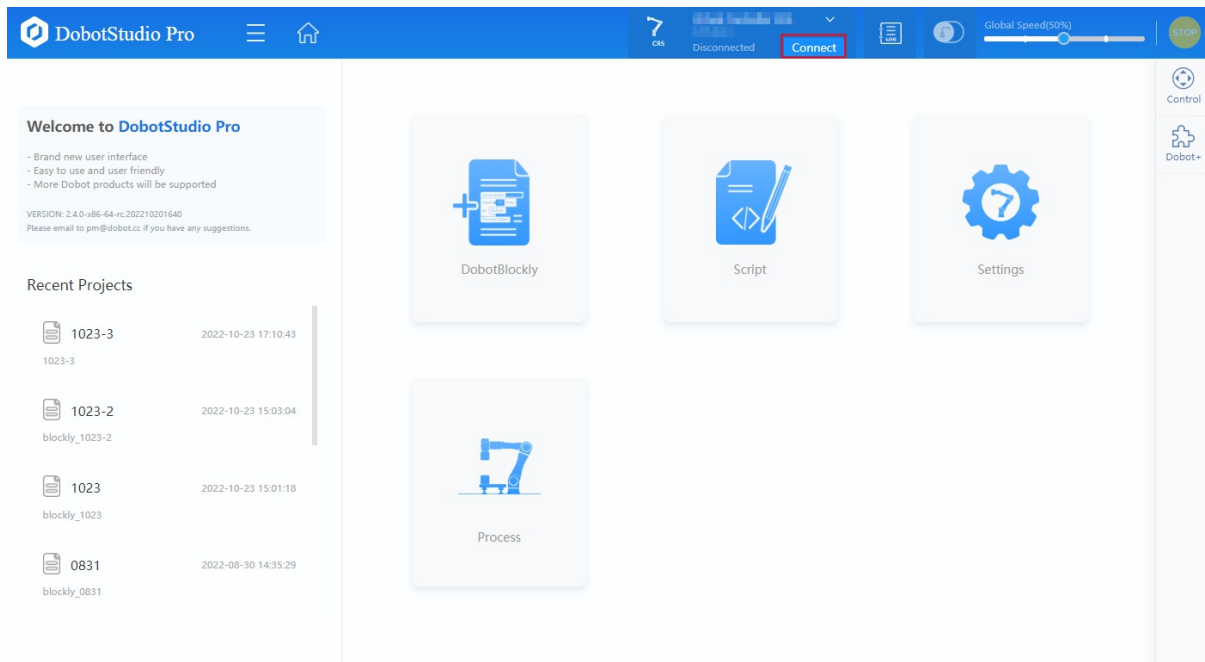 DobotStudio Pro
CR5
Disconnected
Connect
LOG
Global Speed(50%)
STOP
Control
Dobot+
Welcome to DobotStudio Pro
- Brand new user interface
- Easy to use and user friendly
- More Dobot products will be supported
VERSION: 2.4.0-x86-64-rc.202210201640
Please email to pm@dobot.cc if you have any suggestions.
Recent Projects
1023-3
2022-10-23 17:10:43
1023-3
1023-2
2022-10-23 15:03:04
blockly_1023-2
1023
2022-10-23 15:01:18
blockly_1023
0831
2022-08-30 14:35:29
blockly_0831
DobotBlockly
Script
Settings
Process